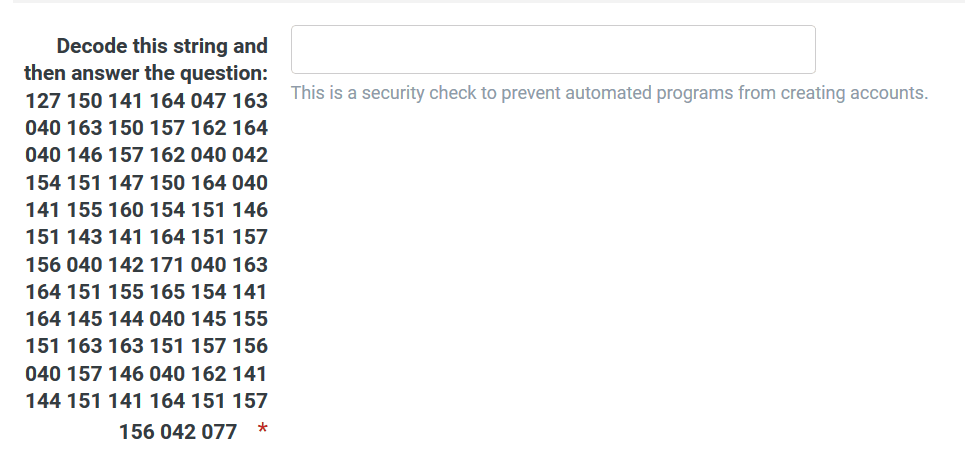 Decode this string and
then answer the question:
127 150 141 164 047 163
040 163 150 157 162 164
040 146 157 162 040 042
154 151 147 150 164 040
141 155 160 154 151 146
151 143 141 164 151 157
156 040 142 171 040 163
164 151 155 165 154 141
164 145 144 040 145 155
151 163 163 151 157 156
040 157 146 040 162 141
144 151 141 164 151 157
156 042 077 *
This is a security check to prevent automated programs from creating accounts.